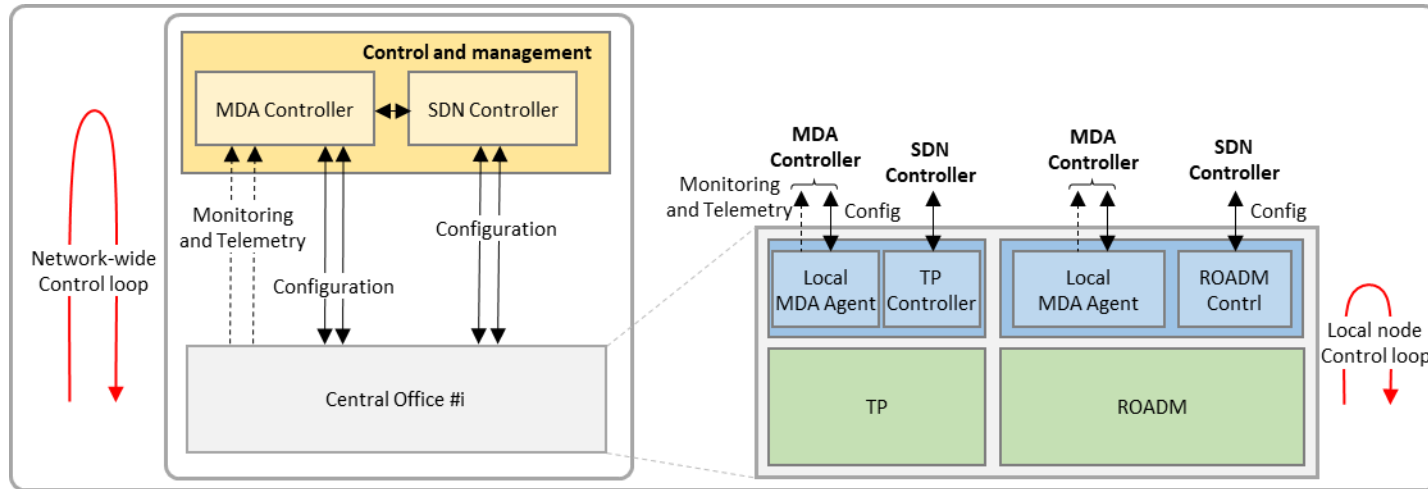 Control and management
MDA Controller
SDN Controller
Monitoring
and Telemetry
Configuration
Configuration
Network-wide
Control loop
Central Office #i
MDA
Controller
SDN
Controller
MDA
Controller
SDN
Controller
Monitoring
and Telemetry
Config
Config
Local
MDA Agent
TP
Controller
Local
MDA Agent
ROADM
Contrl
TP
ROADM
Local node
Control loop